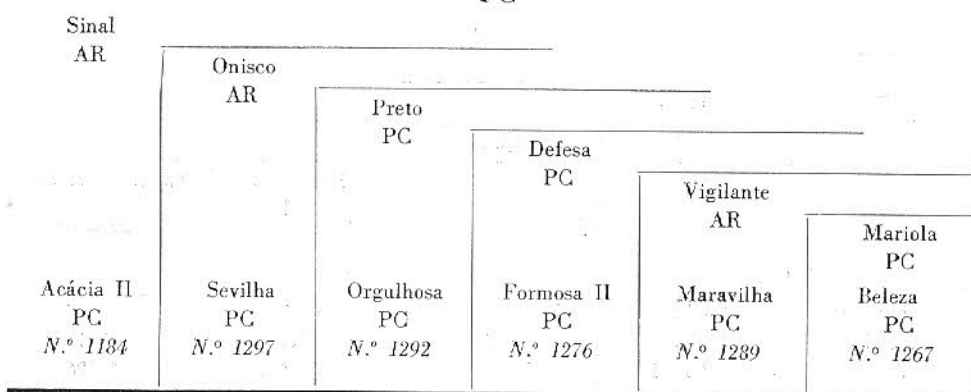 PC
Sinal
AR
Onisco
AR
Preto
PC
Defesa
PC
Vigilante
AR
Mariola
PC
Acácia II Sevilha Orgulhosa Formosa II Maravilha Beleza
PC PC PC PC PC PC
N.º 1184 N.º 1297 N.º 1292 N.º 1276 N.º 1289 N.º 1267